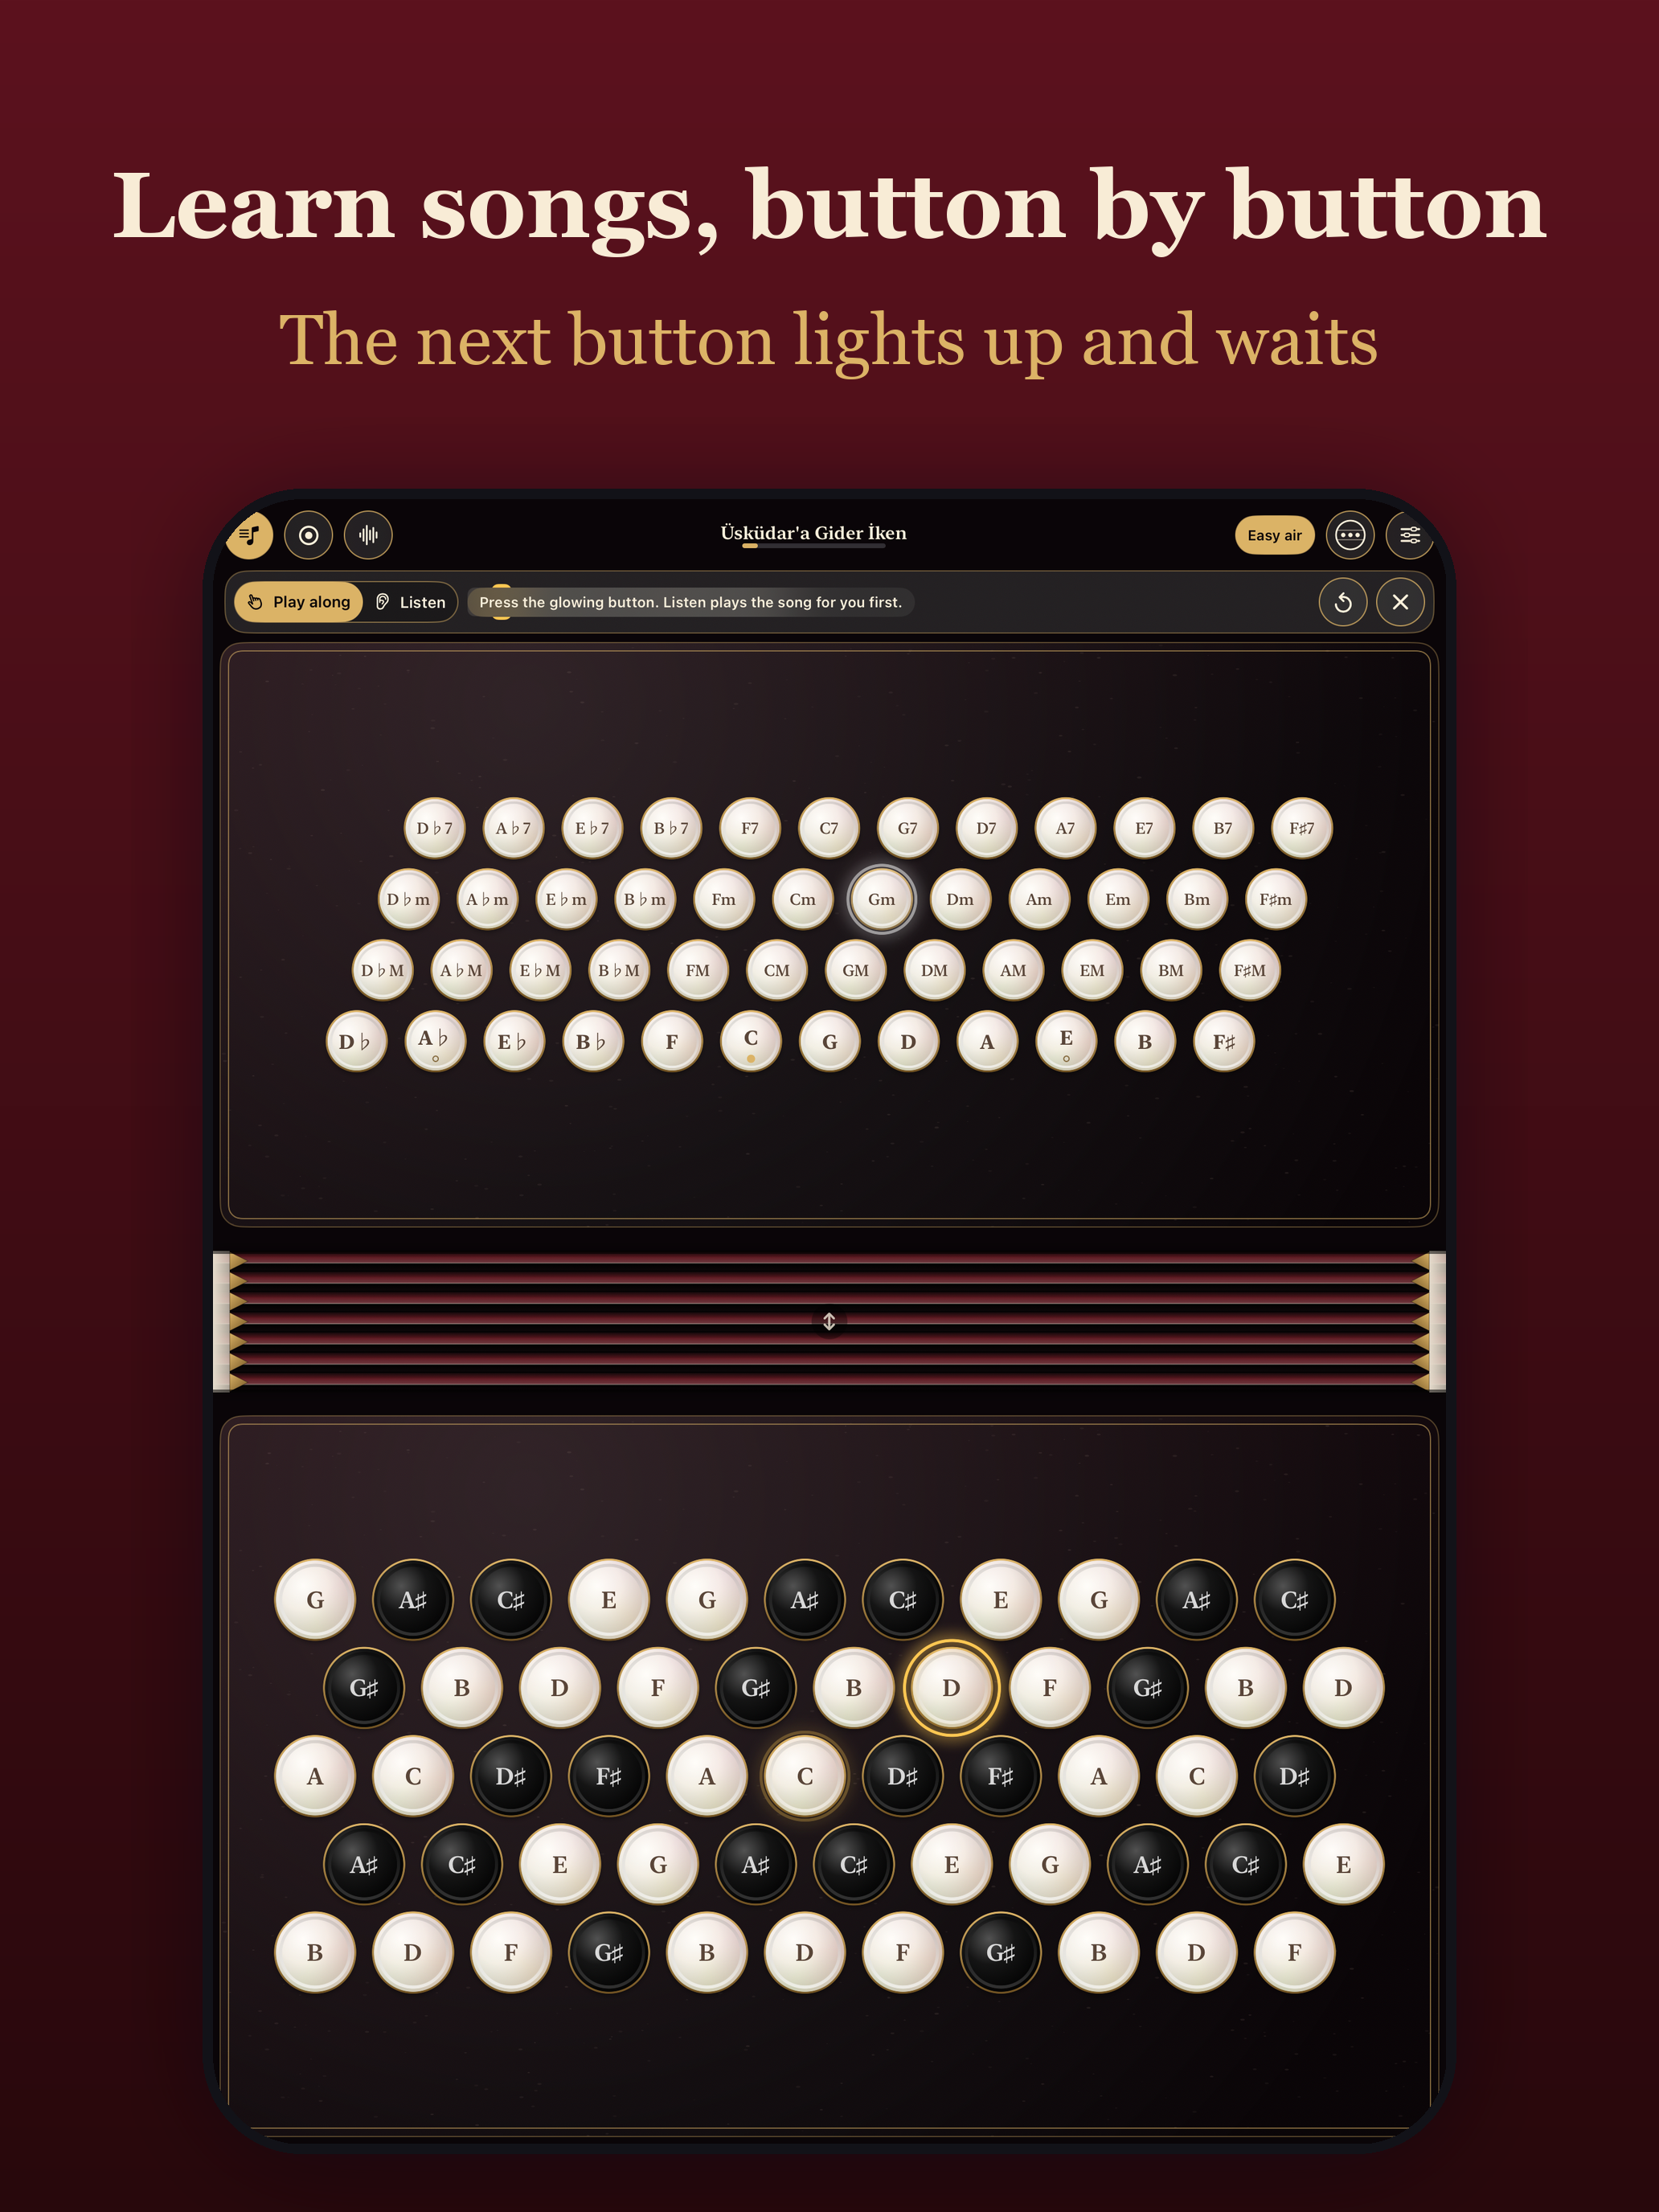 Learn songs, button by button
The next button lights up and waits
Üsküdar'a Gider İken
Easy air
Play along
Listen
Press the glowing button. Listen plays the song for you first.
D♭7 A♭7 E♭7 B♭7 F7 C7 G7 D7 A7 E7 B7 F♯7
D♭m A♭m E♭m B♭m Fm Cm Gm Dm Am Em Bm F♯m
D♭M A♭M E♭M B♭M FM CM GM DM AM EM BM F♯M
D♭ A♭ E♭ B♭ F C G D A E B F♯
G A♯ C♯ E G A♯ C♯ E G A♯ C♯
G♯ B D F G♯ B D F G♯ B D
A C D♯ F♯ A C D♯ F♯ A C D♯
A♯ C♯ E G A♯ C♯ E G A♯ C♯ E
B D F G♯ B D F G♯ B D F